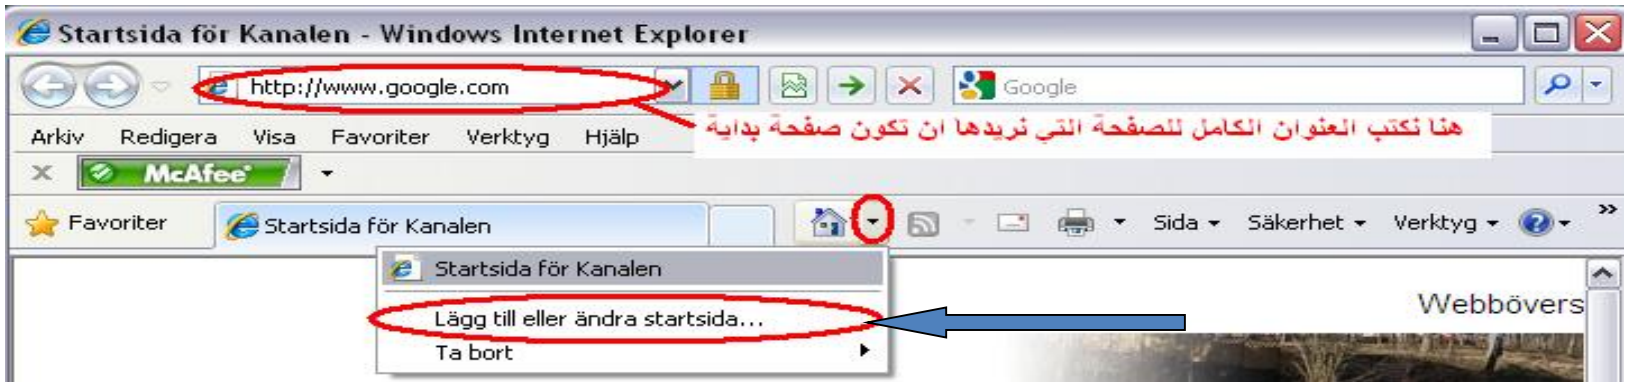 Startsida för Kanalen - Windows Internet Explorer
http://www.google.com
Google
هنا نكتب العنوان الكامل للصفحة التي نريدها ان تكون صفحة بداية
Arkiv Redigera Visa Favoriter Verktyg Hjälp
McAfee
Favoriter Startsida för Kanalen Sida Säkerhet Verktyg
Startsida för Kanalen
Lägg till eller ändra startsida...
Ta bort
Webbövers